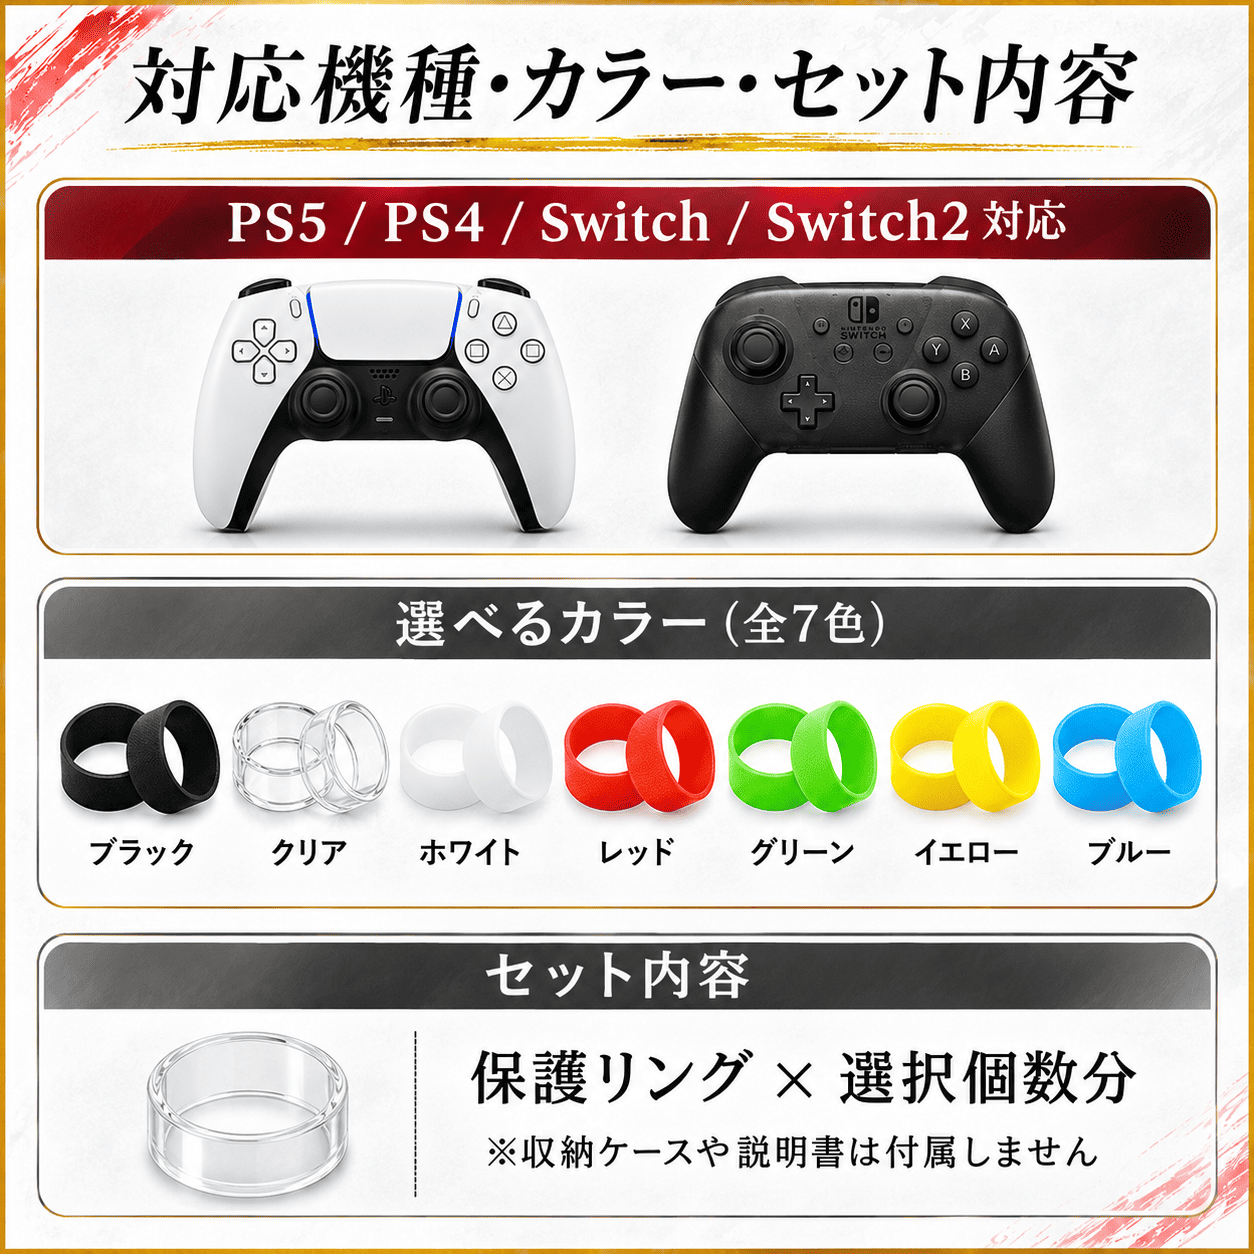 対応機種・カラー・セット内容
PS5 / PS4 / Switch / Switch2 対応
NINTENDO
SWITCH
X
Y
A
B
選べるカラー（全7色）
ブラック
クリア
ホワイト
レッド
グリーン
イエロー
ブルー
セット内容
保護リング × 選択個数分
※収納ケースや説明書は付属しません